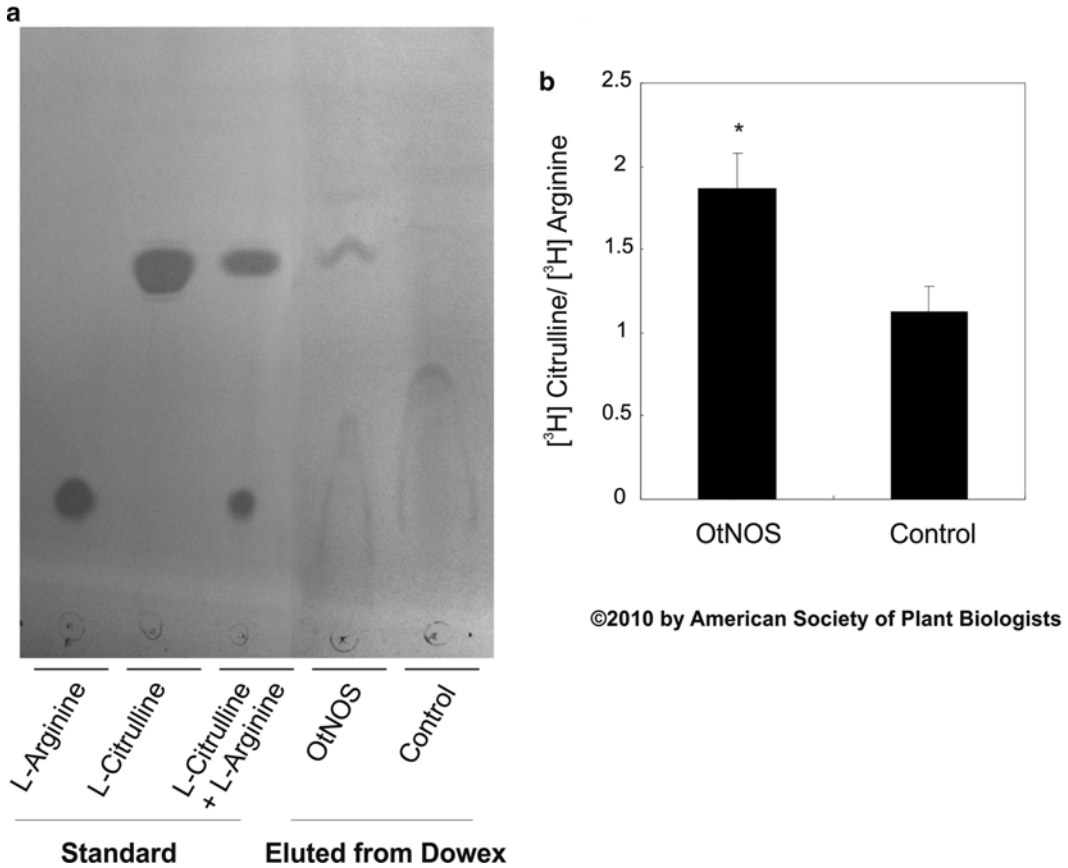 a
L-Arginine
L-Citrulline
L-Citrulline
+ L-Arginine
OtNOS
Control
Standard
Eluted from Dowex
b
[³H] Citrulline/ [³H] Arginine
2.5
2
1.5
1
0.5
0
*
OtNOS
Control
©2010 by American Society of Plant Biologists